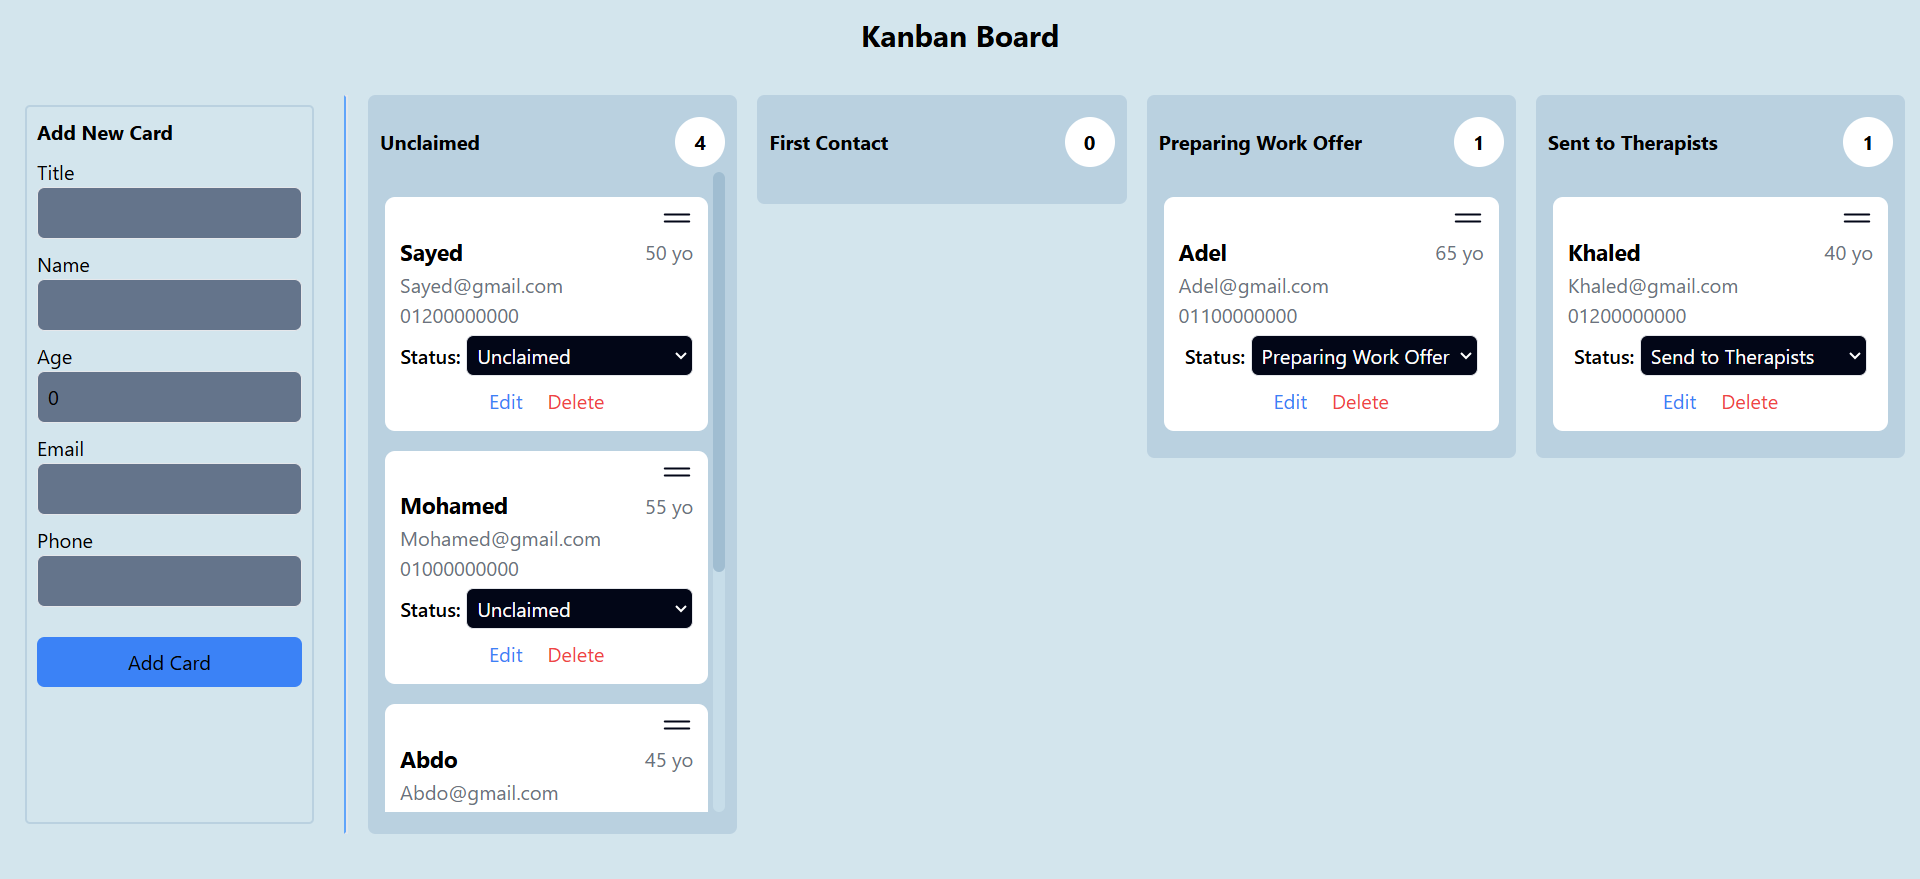 Kanban Board
Add New Card
Title
Name
Age
0
Email
Phone
Add Card
Unclaimed
4
Sayed
50 yo
Sayed@gmail.com
01200000000
Status: Unclaimed
Edit Delete
Mohamed
55 yo
Mohamed@gmail.com
01000000000
Status: Unclaimed
Edit Delete
Abdo
45 yo
Abdo@gmail.com
First Contact
0
Preparing Work Offer
1
Adel
65 yo
Adel@gmail.com
01100000000
Status: Preparing Work Offer
Edit Delete
Sent to Therapists
1
Khaled
40 yo
Khaled@gmail.com
01200000000
Status: Send to Therapists
Edit Delete